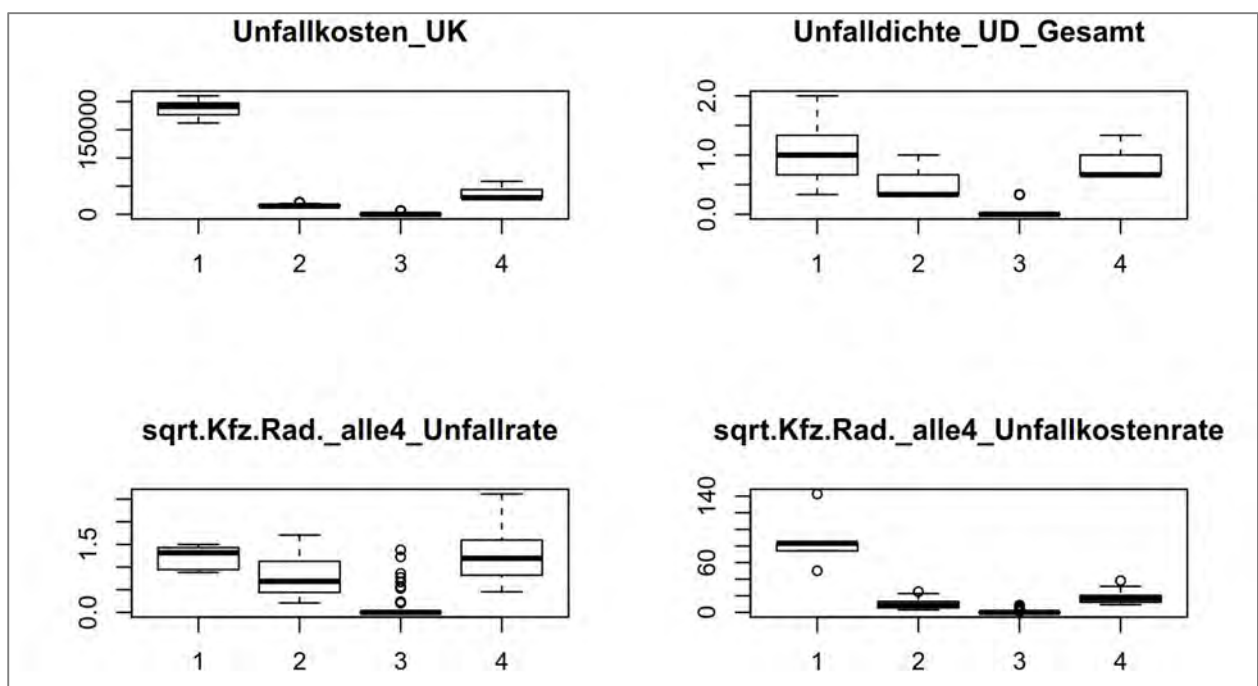 Unfallkosten_UK
150000
0
1 2 3 4
Unfalldichte_UD_Gesamt
2.0
1.0
0.0
1 2 3 4
sqrt.Kfz.Rad._alle4_Unfallrate
1.5
0.0
1 2 3 4
sqrt.Kfz.Rad._alle4_Unfallkostenrate
140
60
0
1 2 3 4